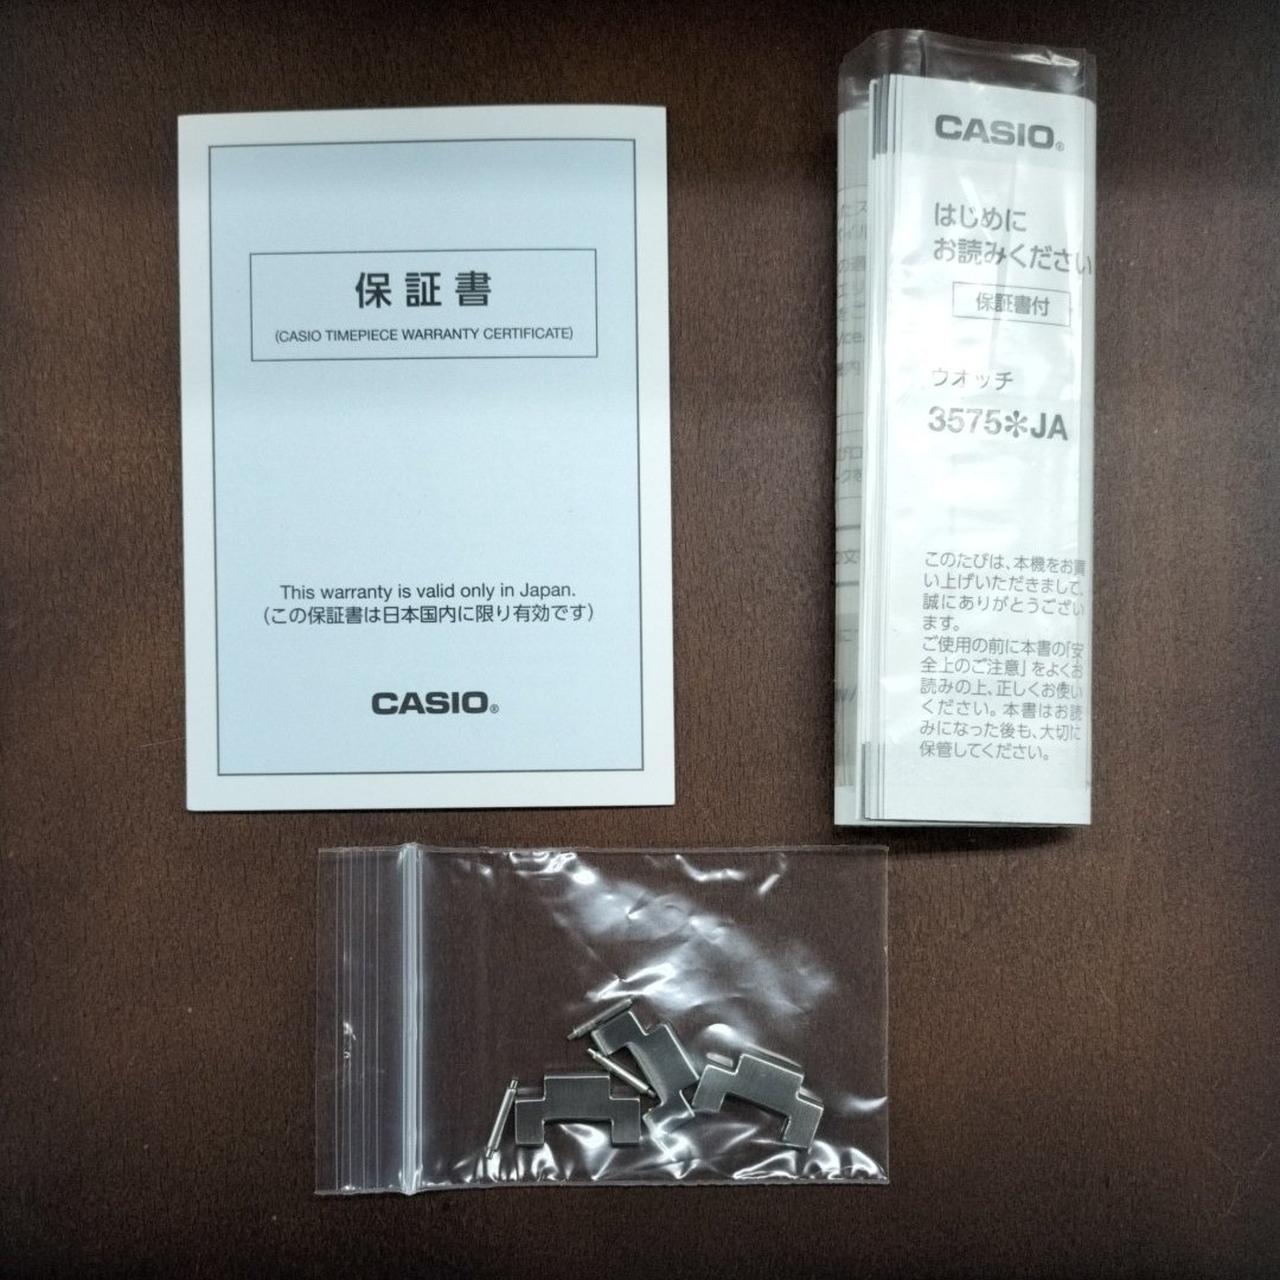 保証書
(CASIO TIMEPIECE WARRANTY CERTIFICATE)
This warranty is valid only in Japan.
(この保証書は日本国内に限り有効です)
CASIO®
CASIO®
はじめに
お読みください
保証書付
ウオッチ
3575✻JA
このたびは、本機をお買
い上げいただきまして、
誠にありがとうござい
ます。
ご使用の前に本書の「安
全上のご注意」をよくお
読みの上、正しくお使い
ください。本書はお読
みになった後も、大切に
保管してください。